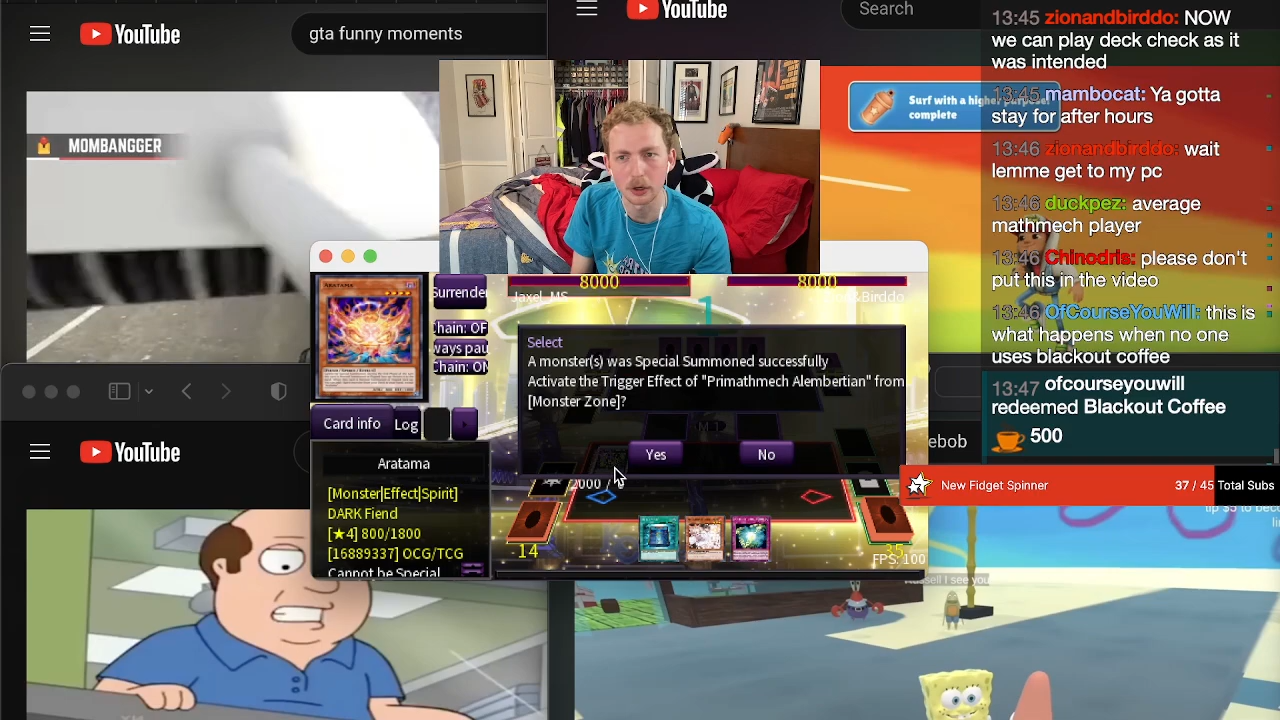 YouTube
gta funny moments
YouTube
Search
MOMBANGGER
Surf with a higher purpose:
complete
13:45 zionandbirddo: NOW
we can play deck check as it
was intended
13:45 mambocat: Ya gotta
stay for after hours
13:46 zionandbirddo: wait
lemme get to my pc
13:46 duckpez: average
mathmech player
13:46 Chinodris: please don't
put this in the video
13:46 OfCourseYouWill: this is
what happens when no one
uses blackout coffee
13:47 ofcourseyouwill
redeemed Blackout Coffee
500
New Fidget Spinner
37 / 45 Total Subs
ARATAMA
Surrender
Chain: OF
ways pau
Chain: ON
8000
8000
Jaxel_MS
&Birddo
1
Select
A monster(s) was Special Summoned successfully
the Trigger Effect of "Primathmech Alembertian" from
[Monster Zone]?
Yes
No
Card info
Log
Aratama
[Monster|Effect|Spirit]
DARK Fiend
[★4] 800/1800
[16889337] OCG/TCG
Cannot be Special
14
35
FPS: 100
YouTube
ebob